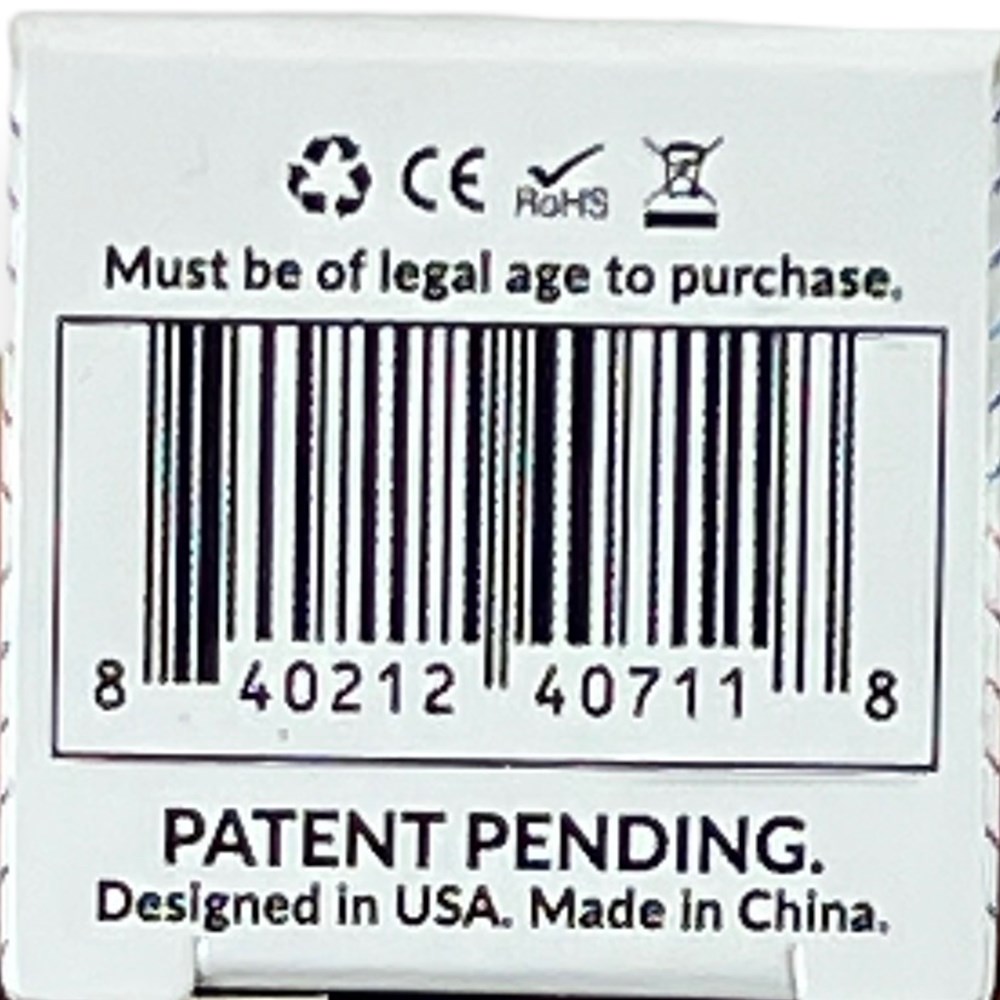 CE RoHS
Must be of legal age to purchase.
8 40212 40711 8
PATENT PENDING.
Designed in USA. Made in China.